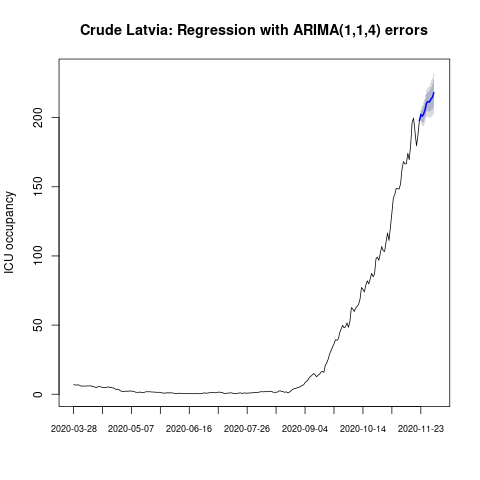 Crude Latvia: Regression with ARIMA(1,1,4) errors
ICU occupancy
200
150
100
50
0
2020-03-28 2020-05-07 2020-06-16 2020-07-26 2020-09-04 2020-10-14 2020-11-23